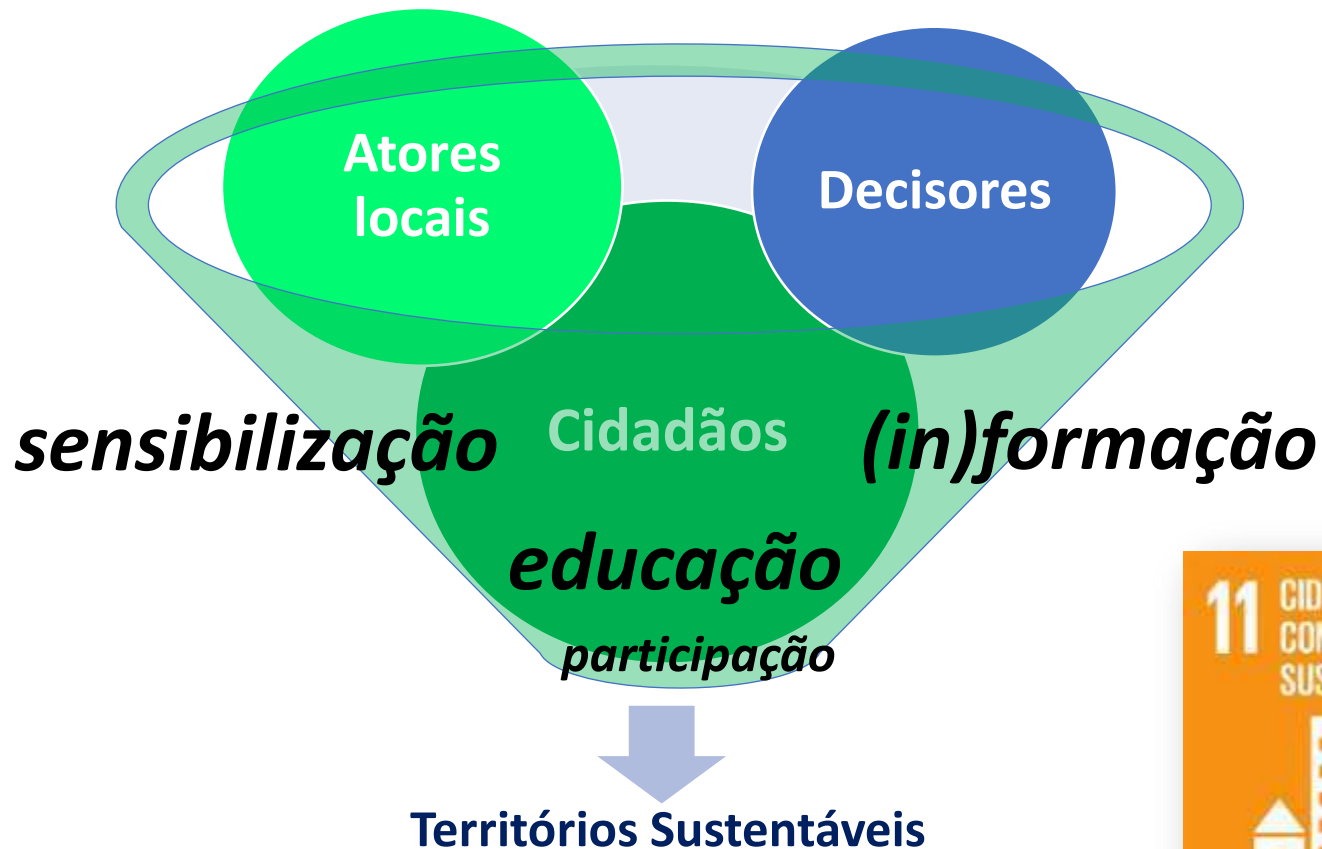 Atores
locais
Decisores
Cidadãos
sensibilização
(in)formação
educação
participação
11
Territórios Sustentáveis